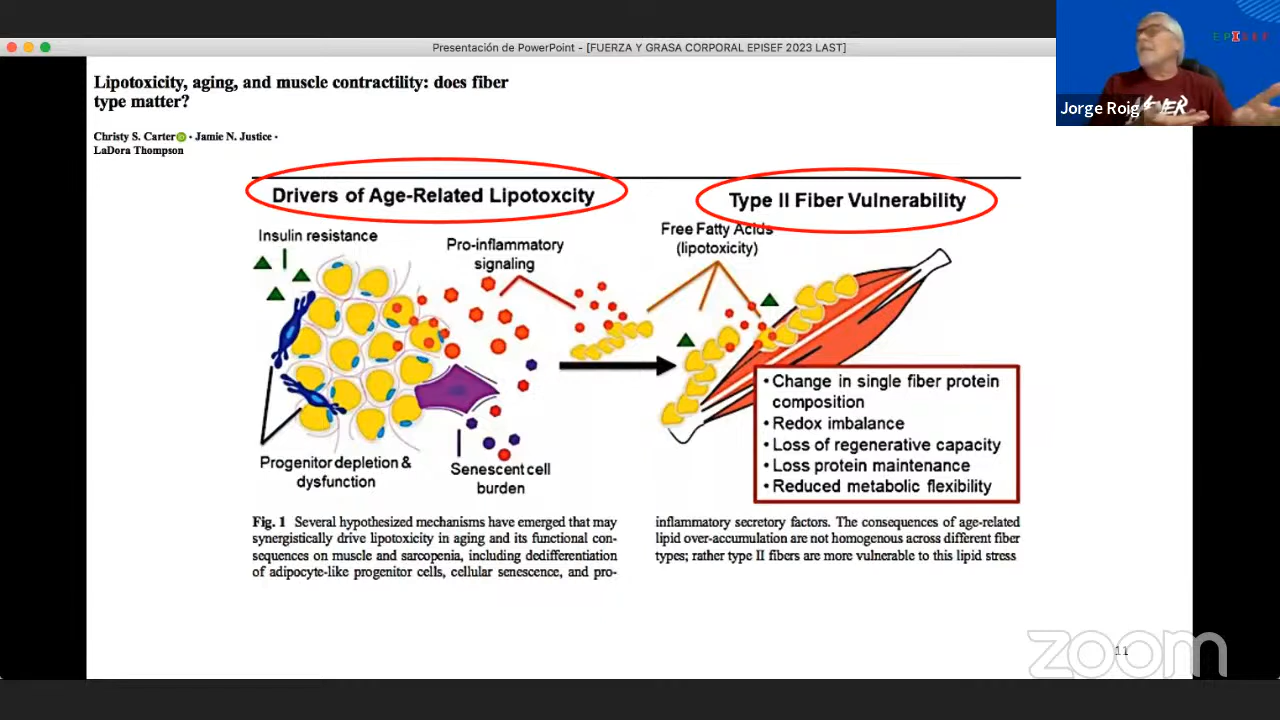 Presentación de PowerPoint - [FUERZA Y GRASA CORPORAL EPISEF 2023 LAST]
EPISEF
Jorge Roig
Lipotoxicity, aging, and muscle contractility: does fiber
type matter?
Christy S. Carter · Jamie N. Justice ·
LaDora Thompson
Drivers of Age-Related Lipotoxcity
Type II Fiber Vulnerability
Insulin resistance
Pro-inflammatory
signaling
Free Fatty Acids
(lipotoxicity)
Progenitor depletion &
dysfunction
Senescent cell
burden
• Change in single fiber protein
composition
• Redox imbalance
• Loss of regenerative capacity
• Loss protein maintenance
• Reduced metabolic flexibility
Fig. 1 Several hypothesized mechanisms have emerged that may
synergistically drive lipotoxicity in aging and its functional con-
sequences on muscle and sarcopenia, including dedifferentiation
of adipocyte-like progenitor cells, cellular senescence, and pro-
inflammatory secretory factors. The consequences of age-related
lipid over-accumulation are not homogenous across different fiber
types; rather type II fibers are more vulnerable to this lipid stress
11
zoom